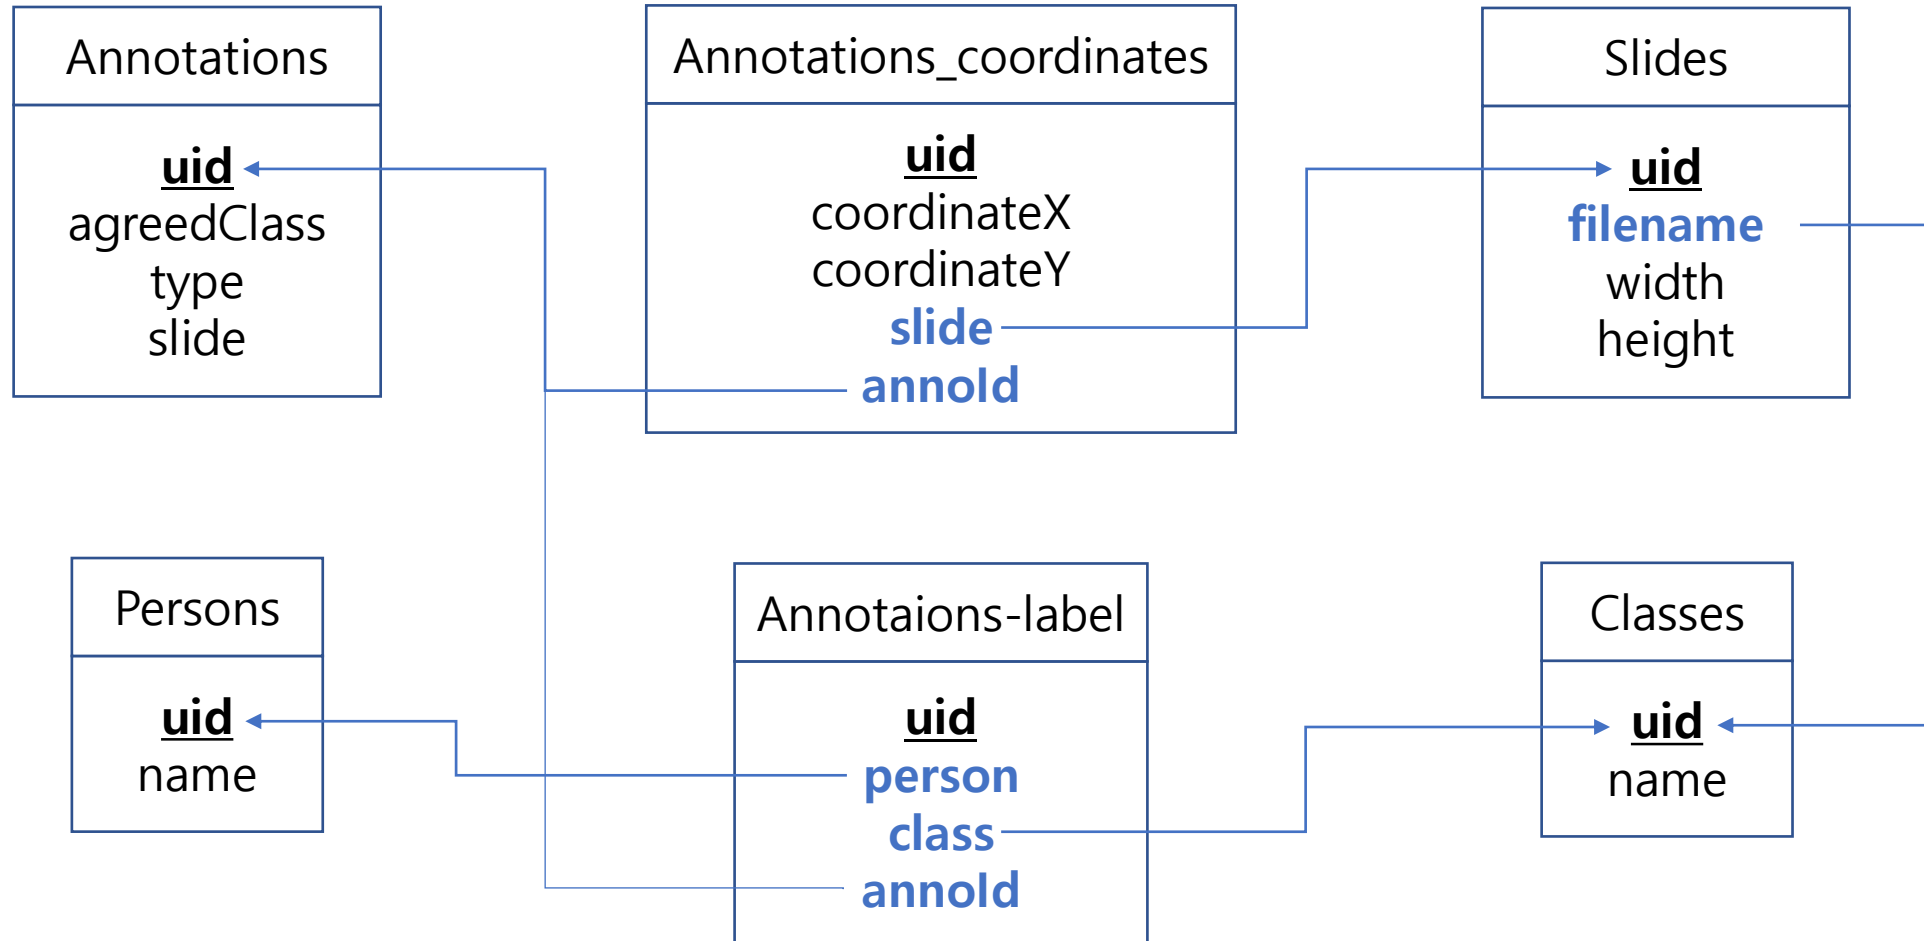 Annotations
uid
agreedClass
type
slide
Annotations_coordinates
uid
coordinateX
coordinateY
slide
annoId
Slides
uid
filename
width
height
Persons
uid
name
Annotaions-label
uid
person
class
annoId
Classes
uid
name